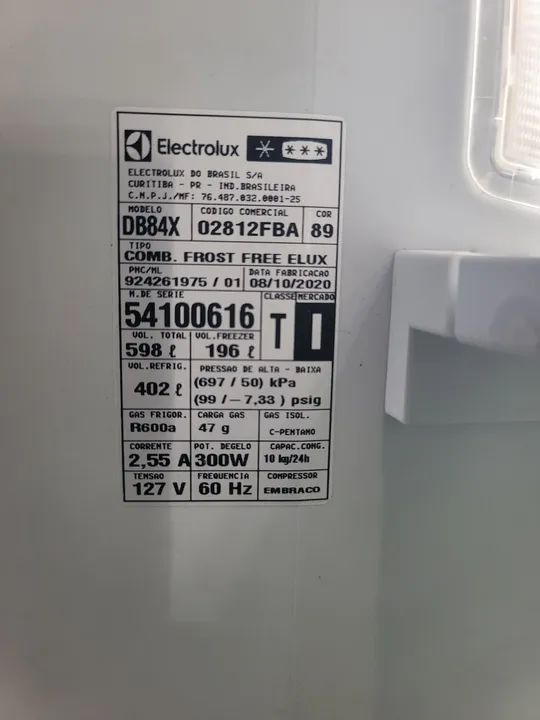 Electrolux * ***
ELECTROLUX DO BRASIL S/A
CURITIBA - PR - IND.BRASILEIRA
C.N.P.J./MF: 76.487.032.0001-25
MODELO CODIGO COMERCIAL COR
DB84X 02812FBA 89
TIPO
COMB. FROST FREE ELUX
PNC/ML DATA FABRICACAO
924261975 / 01 08/10/2020
N.DE SERIE CLASSE MERCADO
54100616 T I
VOL. TOTAL VOL.FREEZER
598 ℓ 196 ℓ
VOL.REFRIG. PRESSAO DE ALTA - BAIXA
402 ℓ (697 / 50) kPa
(99 / -7,33 ) psig
GAS FRIGOR. CARGA GAS GAS ISOL.
R600a 47 g C-PENTANO
CORRENTE POT. DEGELO CAPAC.CONG.
2,55 A 300W 10 kg/24h
TENSAO FREQUENCIA COMPRESSOR
127 V 60 Hz EMBRACO